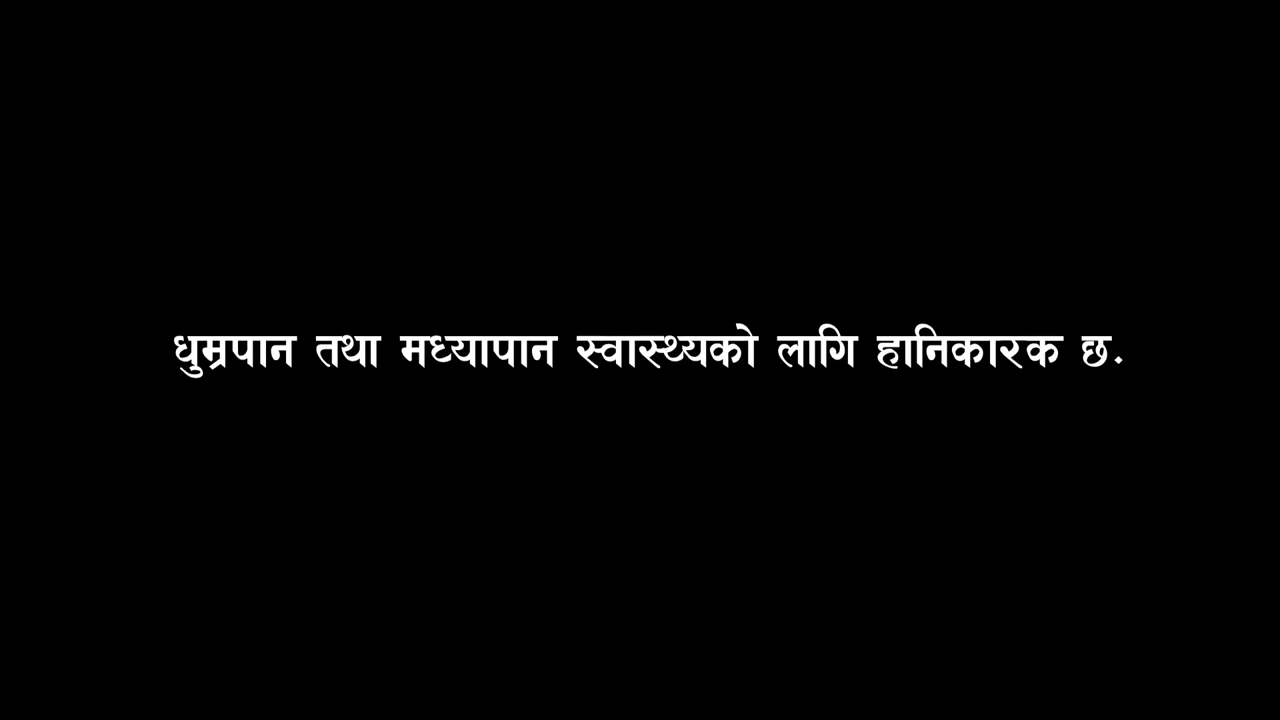 धुम्रपान तथा मध्यापान स्वास्थ्यको लागि हानिकारक छ.